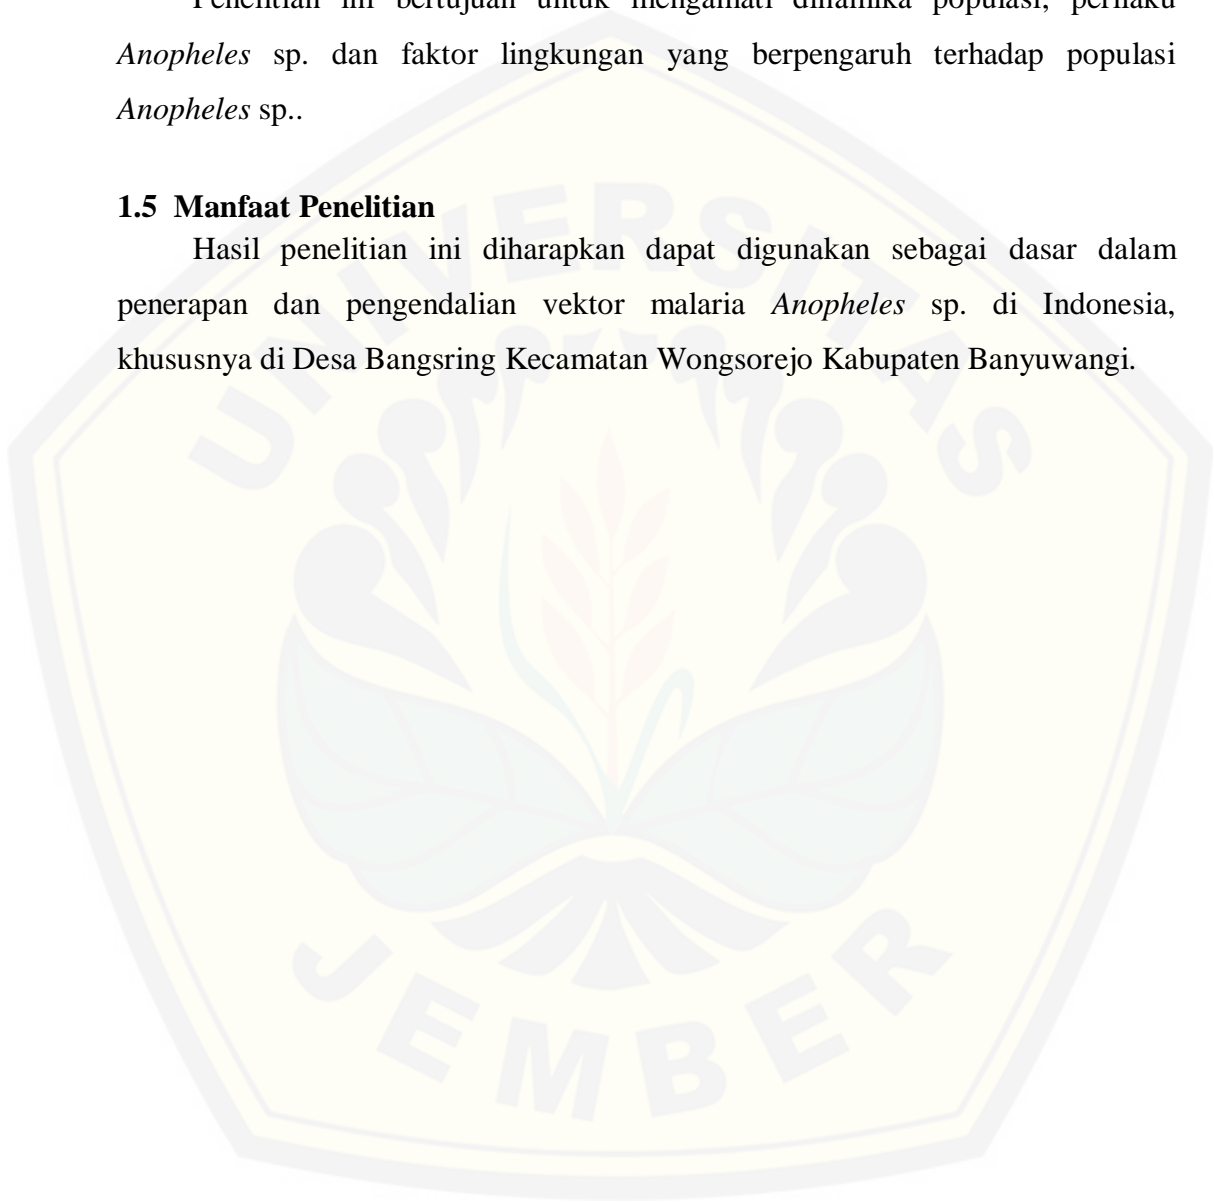 Penelitian ini bertujuan untuk mengamati dinamika populasi, perilaku
Anopheles sp. dan faktor lingkungan yang berpengaruh terhadap populasi
Anopheles sp..
1.5 Manfaat Penelitian
Hasil penelitian ini diharapkan dapat digunakan sebagai dasar dalam
penerapan dan pengendalian vektor malaria Anopheles sp. di Indonesia,
khususnya di Desa Bangsring Kecamatan Wongsorejo Kabupaten Banyuwangi.
UNIVERSITAS
JEMBER